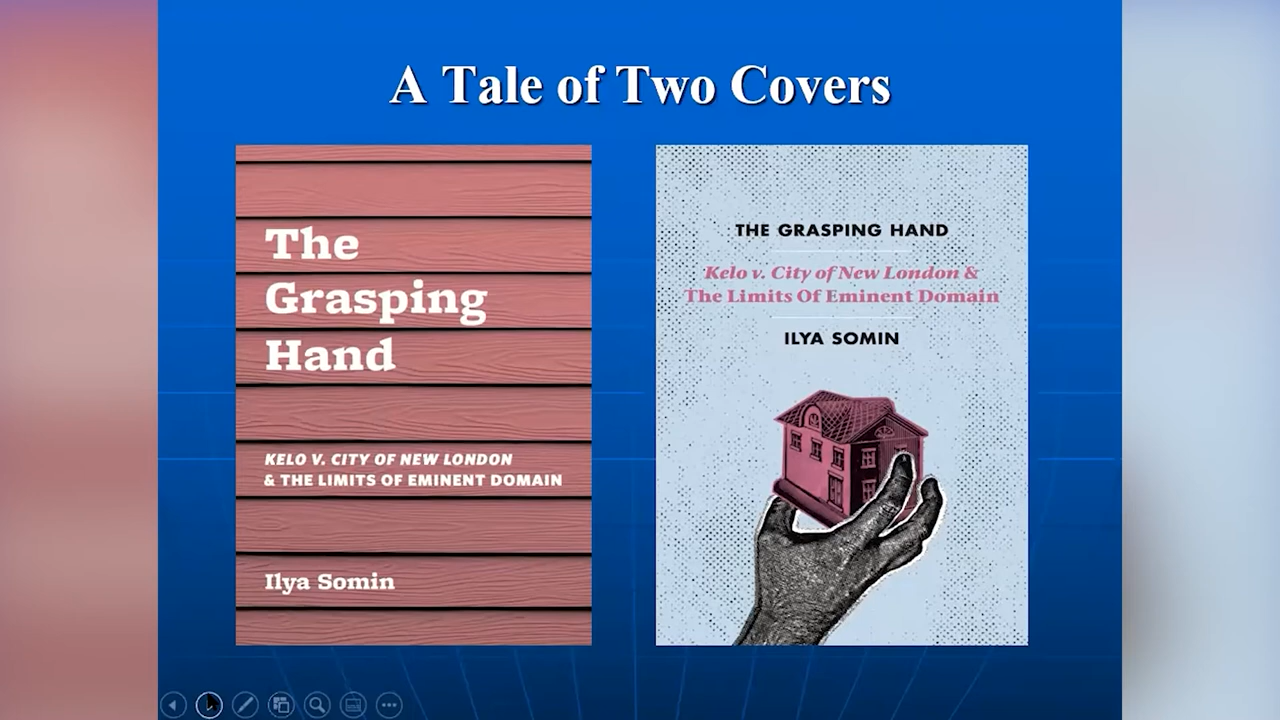 A Tale of Two Covers
The
Grasping
Hand
KELO V. CITY OF NEW LONDON
& THE LIMITS OF EMINENT DOMAIN
Ilya Somin
THE GRASPING HAND
Kelo v. City of New London &
The Limits Of Eminent Domain
ILYA SOMIN